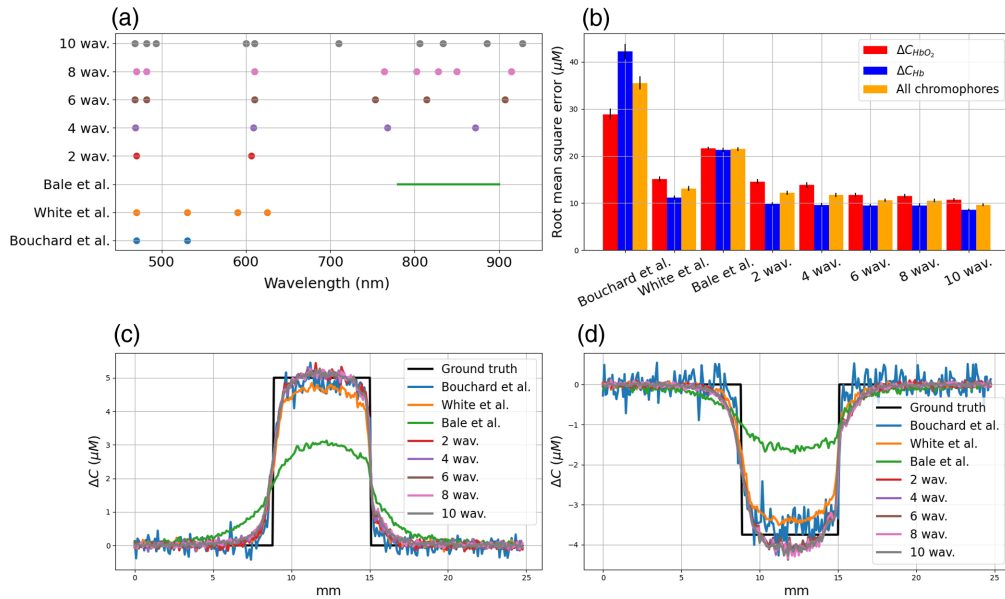 (a)
10 wav.
8 wav.
6 wav.
4 wav.
2 wav.
Bale et al.
White et al.
Bouchard et al.
500 600 700 800 900
Wavelength (nm)
(b)
Root mean square error (μM)
40
30
20
10
0
ΔC_HbO₂
ΔC_Hb
All chromophores
Bouchard et al. White et al. Bale et al. 2 wav. 4 wav. 6 wav. 8 wav. 10 wav.
(c)
ΔC (μM)
5
4
3
2
1
0
Ground truth
Bouchard et al.
White et al.
Bale et al.
2 wav.
4 wav.
6 wav.
8 wav.
10 wav.
0 5 10 15 20 25
mm
(d)
ΔC (μM)
0
−1
−2
−3
−4
Ground truth
Bouchard et al.
White et al.
Bale et al.
2 wav.
4 wav.
6 wav.
8 wav.
10 wav.
0 5 10 15 20 25
mm